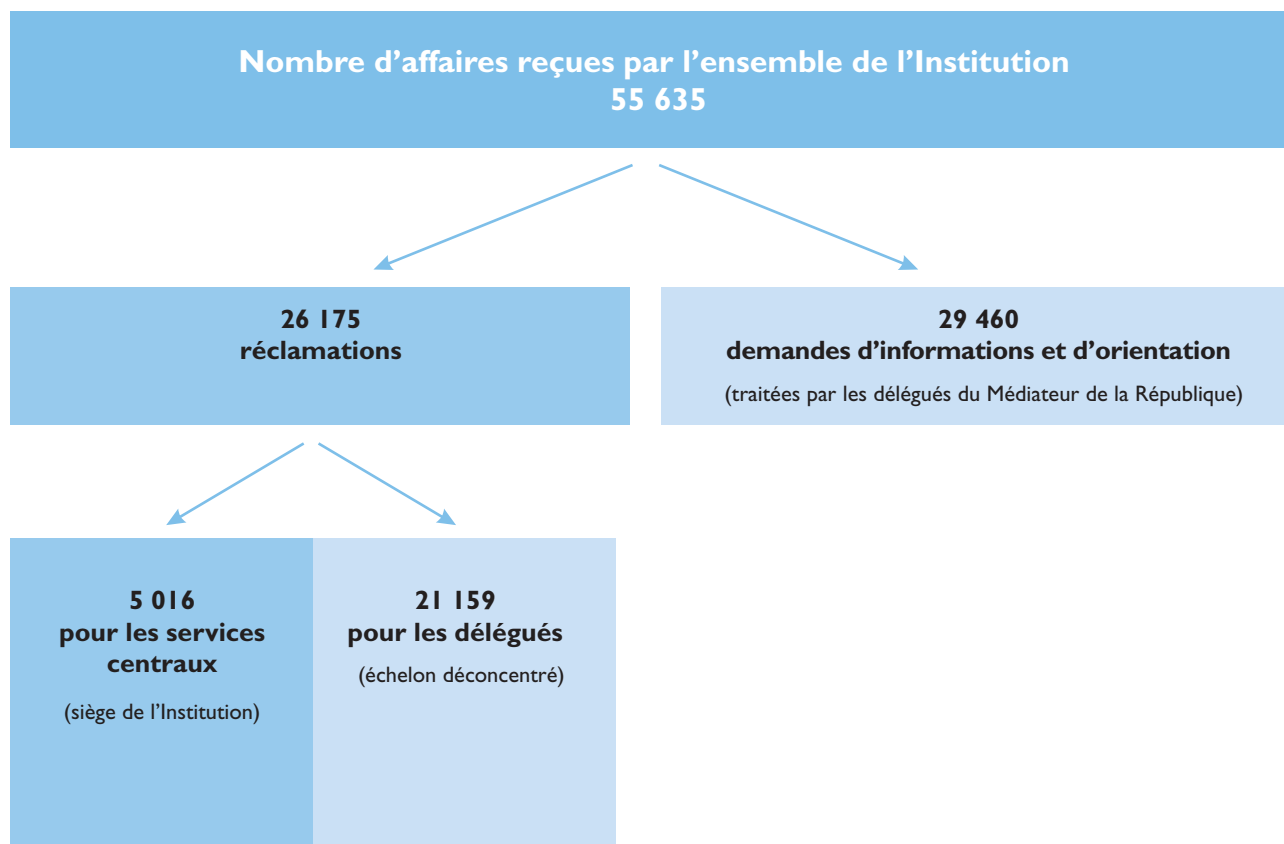 Nombre d’affaires reçues par l’ensemble de l’Institution
55 635
26 175
réclamations
29 460
demandes d’informations et d’orientation
(traitées par les délégués du Médiateur de la République)
5 016
pour les services
centraux
(siège de l’Institution)
21 159
pour les délégués
(échelon déconcentré)